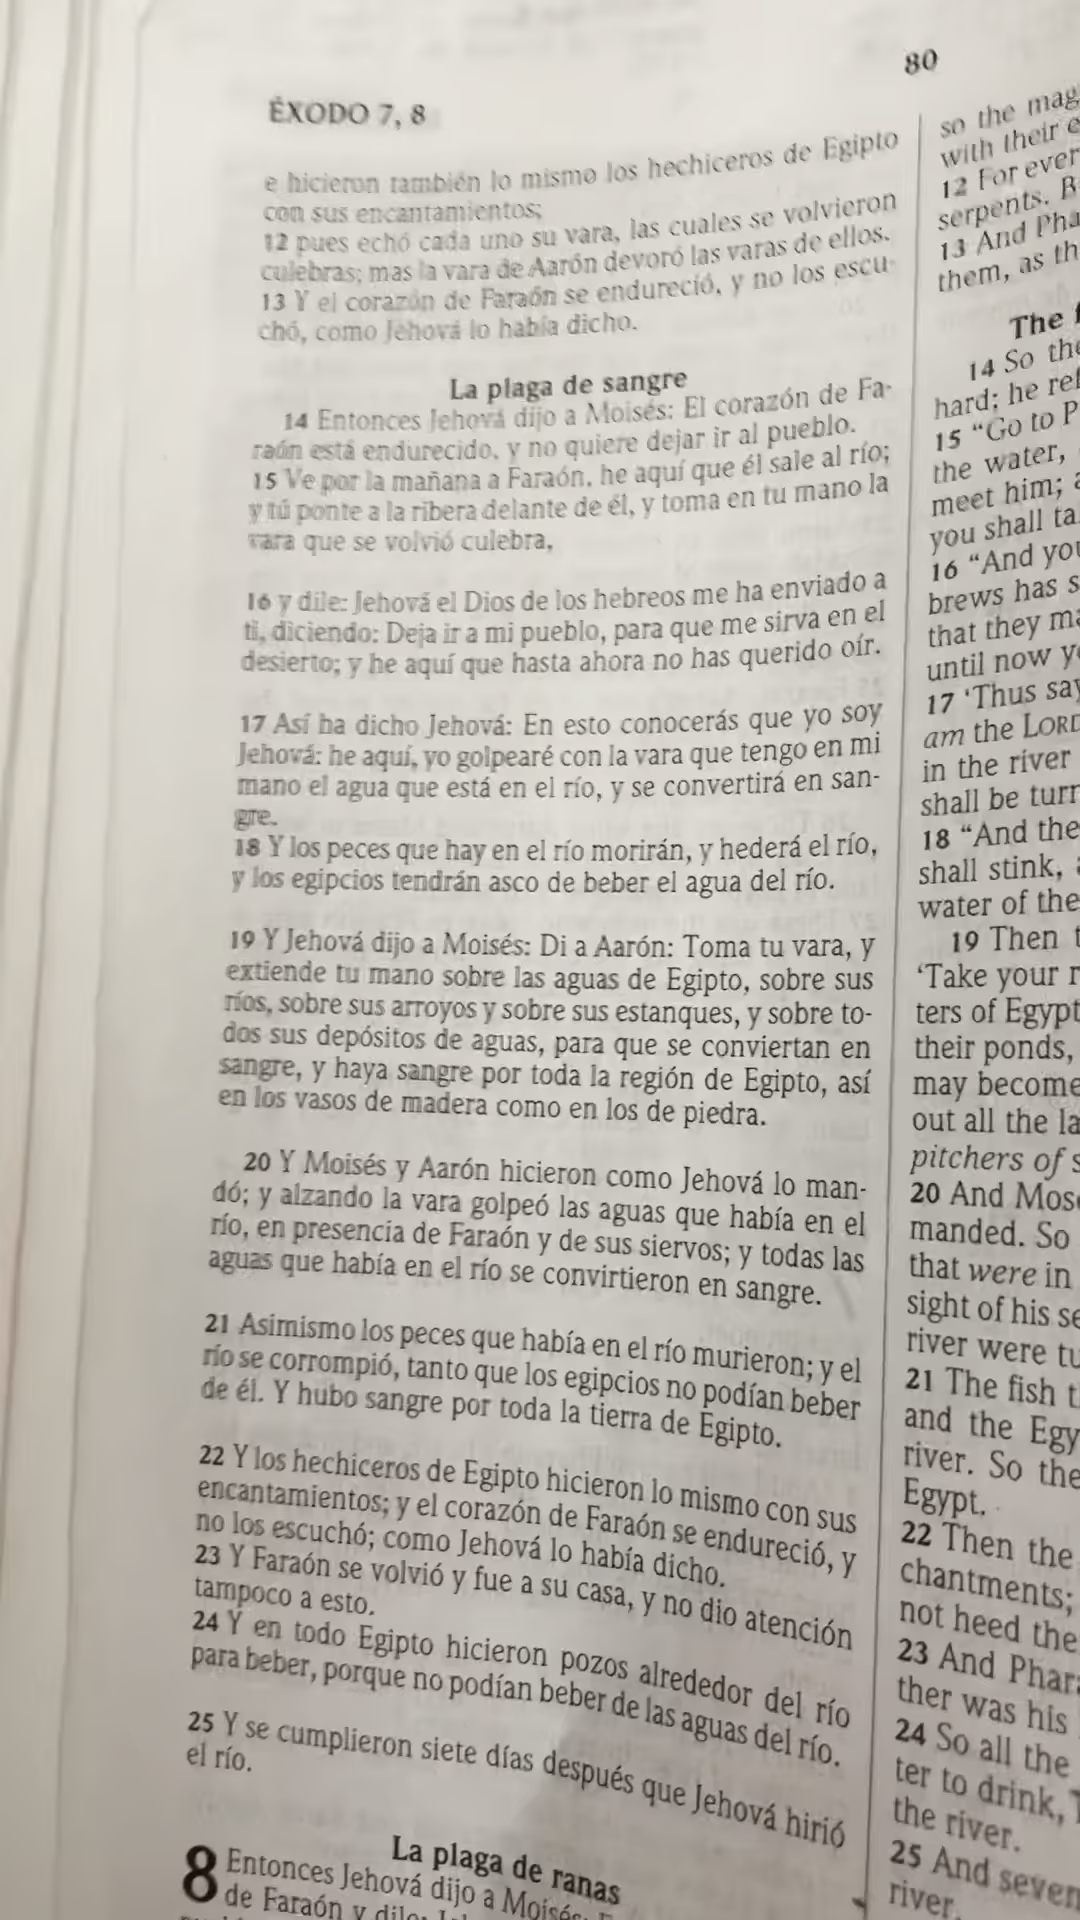 80
ÉXODO 7, 8
e hicieron también lo mismo los hechiceros de Egipto
con sus encantamientos;
12 pues echó cada uno su vara, las cuales se volvieron
culebras; mas la vara de Aarón devoró las varas de ellos.
13 Y el corazón de Faraón se endureció, y no los escu-
chó, como Jehová lo había dicho.
La plaga de sangre
14 Entonces Jehová dijo a Moisés: El corazón de Fa-
raón está endurecido, y no quiere dejar ir al pueblo.
15 Ve por la mañana a Faraón, he aquí que él sale al río;
y tú ponte a la ribera delante de él, y toma en tu mano la
vara que se volvió culebra,
16 y dile: Jehová el Dios de los hebreos me ha enviado a
ti, diciendo: Deja ir a mi pueblo, para que me sirva en el
desierto; y he aquí que hasta ahora no has querido oír.
17 Así ha dicho Jehová: En esto conocerás que yo soy
Jehová: he aquí, yo golpearé con la vara que tengo en mi
mano el agua que está en el río, y se convertirá en san-
gre.
18 Y los peces que hay en el río morirán, y hederá el río,
y los egipcios tendrán asco de beber el agua del río.
19 Y Jehová dijo a Moisés: Di a Aarón: Toma tu vara, y
extiende tu mano sobre las aguas de Egipto, sobre sus
ríos, sobre sus arroyos y sobre sus estanques, y sobre to-
dos sus depósitos de aguas, para que se conviertan en
sangre, y haya sangre por toda la región de Egipto, así
en los vasos de madera como en los de piedra.
20 Y Moisés y Aarón hicieron como Jehová lo man-
dó; y alzando la vara golpeó las aguas que había en el
río, en presencia de Faraón y de sus siervos; y todas las
aguas que había en el río se convirtieron en sangre.
21 Asimismo los peces que había en el río murieron; y el
río se corrompió, tanto que los egipcios no podían beber
de él. Y hubo sangre por toda la tierra de Egipto.
22 Y los hechiceros de Egipto hicieron lo mismo con sus
encantamientos; y el corazón de Faraón se endureció, y
no los escuchó; como Jehová lo había dicho.
23 Y Faraón se volvió y fue a su casa, y no dio atención
tampoco a esto.
24 Y en todo Egipto hicieron pozos alrededor del río
para beber, porque no podían beber de las aguas del río.
25 Y se cumplieron siete días después que Jehová hirió
el río.
La plaga de ranas
8 Entonces Jehová dijo a Moisés:
de Faraón y dile:
so the mag
with their e
12 For ever
serpents. B
13 And Pha
them, as th
The f
14 So the
hard; he ref
15 “Go to P
the water,
meet him; a
you shall ta
16 “And you
brews has s
that they ma
until now yo
17 ‘Thus say
am the LORD
in the river
shall be turn
18 “And the
shall stink, a
water of the
19 Then t
‘Take your r
ters of Egypt
their ponds,
may become
out all the la
pitchers of s
20 And Mose
manded. So
that were in
sight of his se
river were tu
21 The fish t
and the Egy
river. So the
Egypt.
22 Then the
chantments;
not heed the
23 And Phar
ther was his
24 So all the
ter to drink,
the river.
25 And seven
river.